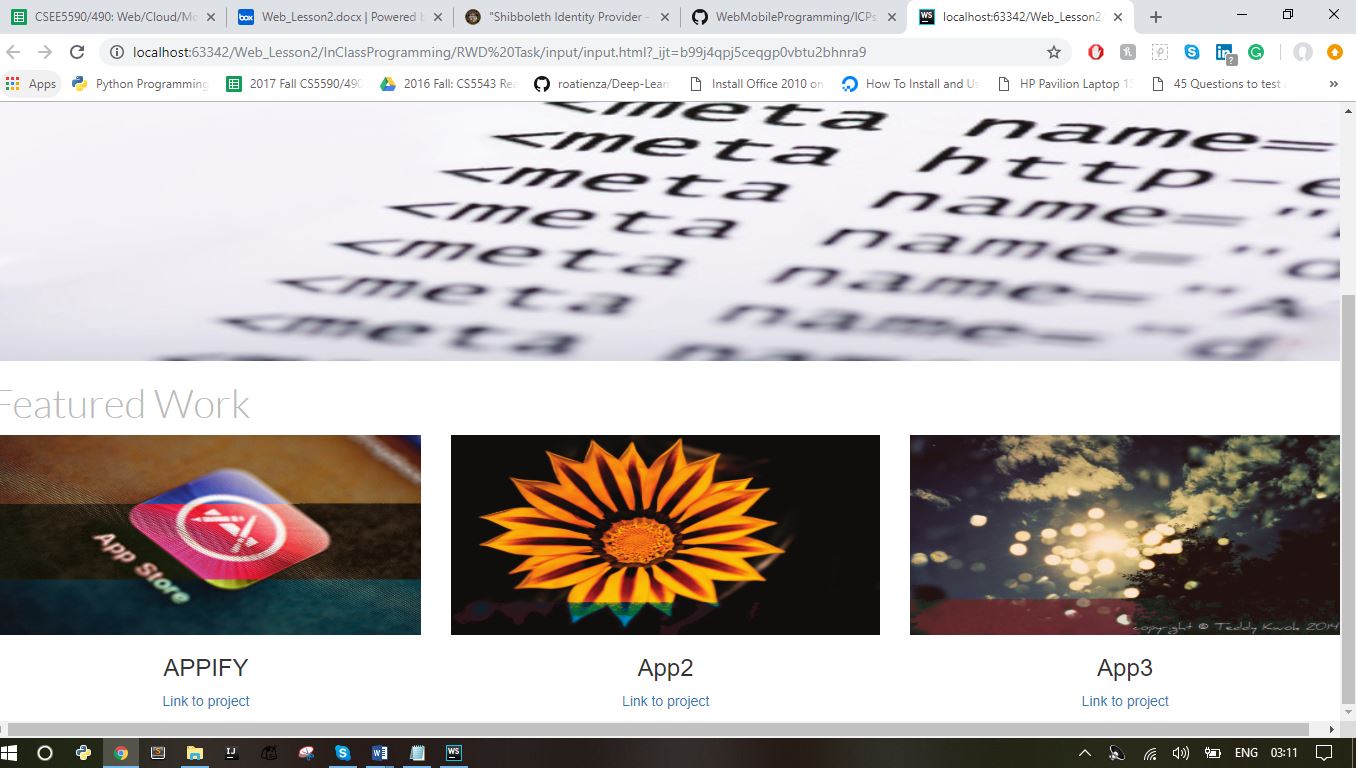 CSEE5590/490: Web/Cloud/Mo
Web_Lesson2.docx | Powered b
"Shibboleth Identity Provider -
WebMobileProgramming/ICPs
localhost:63342/Web_Lesson2
localhost:63342/Web_Lesson2/InClassProgramming/RWD%20Task/input/input.html?_ijt=b99j4qpj5ceqgp0vbtu2bhnra9
Apps
Python Programming
2017 Fall CS5590/490
2016 Fall: CS5543 Rea
roatienza/Deep-Learn
Install Office 2010 on
How To Install and Us
HP Pavilion Laptop 15
45 Questions to test a
<meta name=
<meta http-e
<meta name="
<meta name="d
<meta name="A
<meta name="d
<meta name=
Featured Work
App Store
copyright © Teddy Kwok 2014
APPIFY
App2
App3
Link to project
Link to project
Link to project
ENG
03:11